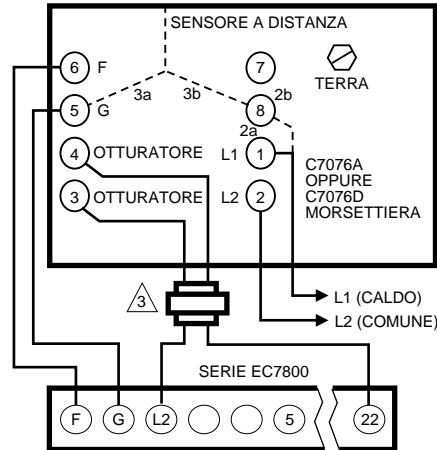 SENSORE A DISTANZA
6 F
7
TERRA
3a
3b
2b
5 G
8
2a
4 OTTURATORE
L1 1
C7076A
OPPURE
C7076D
MORSETTIERA
3 OTTURATORE
L2 2
3
L1 (CALDO)
L2 (COMUNE)
SERIE EC7800
F G L2 5 22